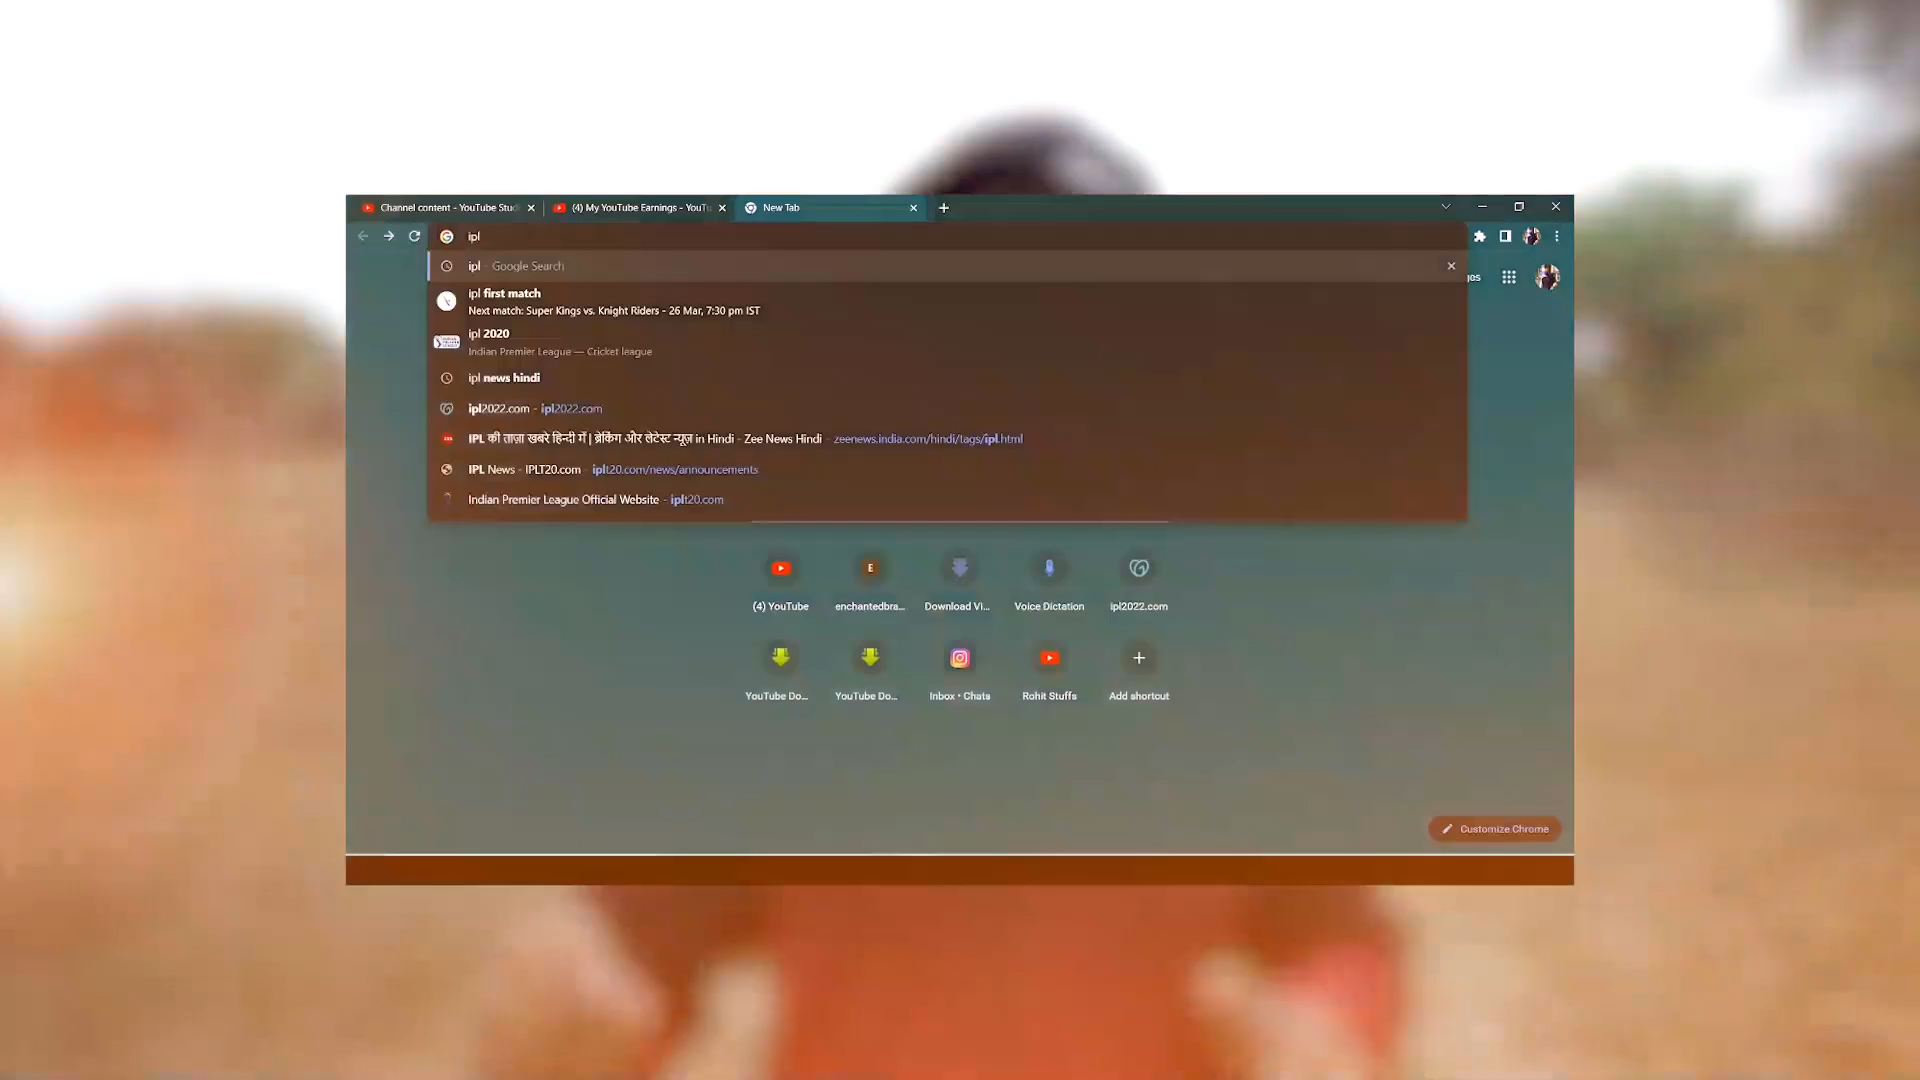 Channel content - YouTube Stud
(4) My YouTube Earnings - YouTu
New Tab
ipl
ipl - Google Search
ges
ipl first match
Next match: Super Kings vs. Knight Riders - 26 Mar, 7:30 pm IST
ipl 2020
Indian Premier League — Cricket league
ipl news hindi
ipl2022.com - ipl2022.com
IPL की ताज़ा खबरे हिन्दी में | ब्रेकिंग और लेटेस्ट न्यूज़ in Hindi - Zee News Hindi - zeenews.india.com/hindi/tags/ipl.html
IPL News - IPLT20.com - iplt20.com/news/announcements
Indian Premier League Official Website - iplt20.com
E
(4) YouTube
enchantedbra...
Download Vi...
Voice Dictation
ipl2022.com
YouTube Do...
YouTube Do...
Inbox • Chats
Rohit Stuffs
Add shortcut
Customize Chrome